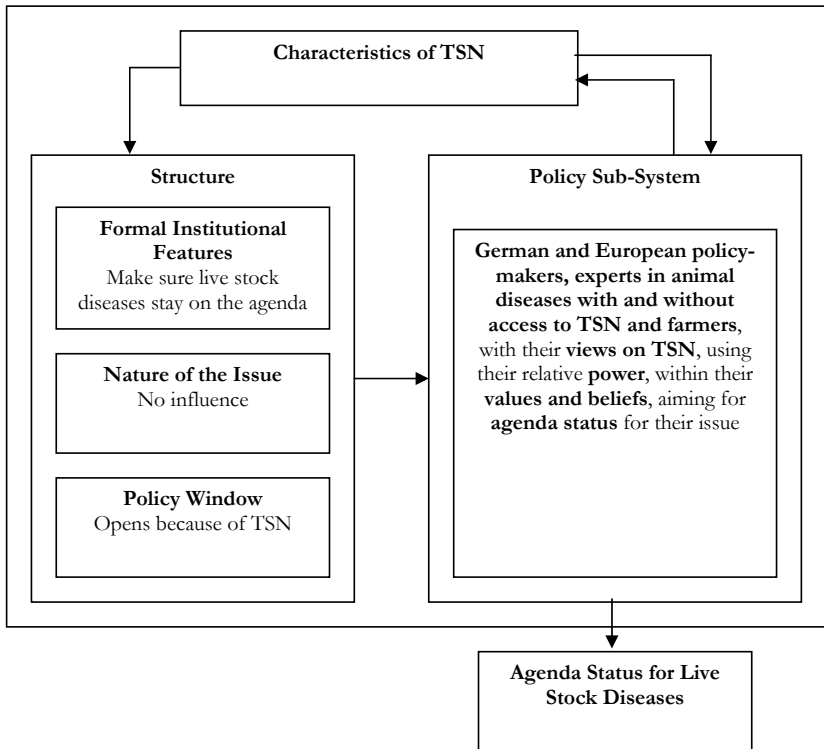 Characteristics of TSN
Structure
Formal Institutional
Features
Make sure live stock
diseases stay on the agenda
Nature of the Issue
No influence
Policy Window
Opens because of TSN
Policy Sub-System
German and European policy-
makers, experts in animal
diseases with and without
access to TSN and farmers,
with their views on TSN, using
their relative power, within their
values and beliefs, aiming for
agenda status for their issue
Agenda Status for Live
Stock Diseases